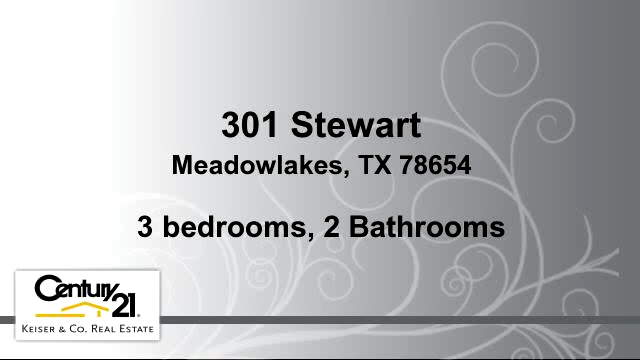 301 Stewart
Meadowlakes, TX 78654
3 bedrooms, 2 Bathrooms
Century 21®
KEISER & CO. REAL ESTATE